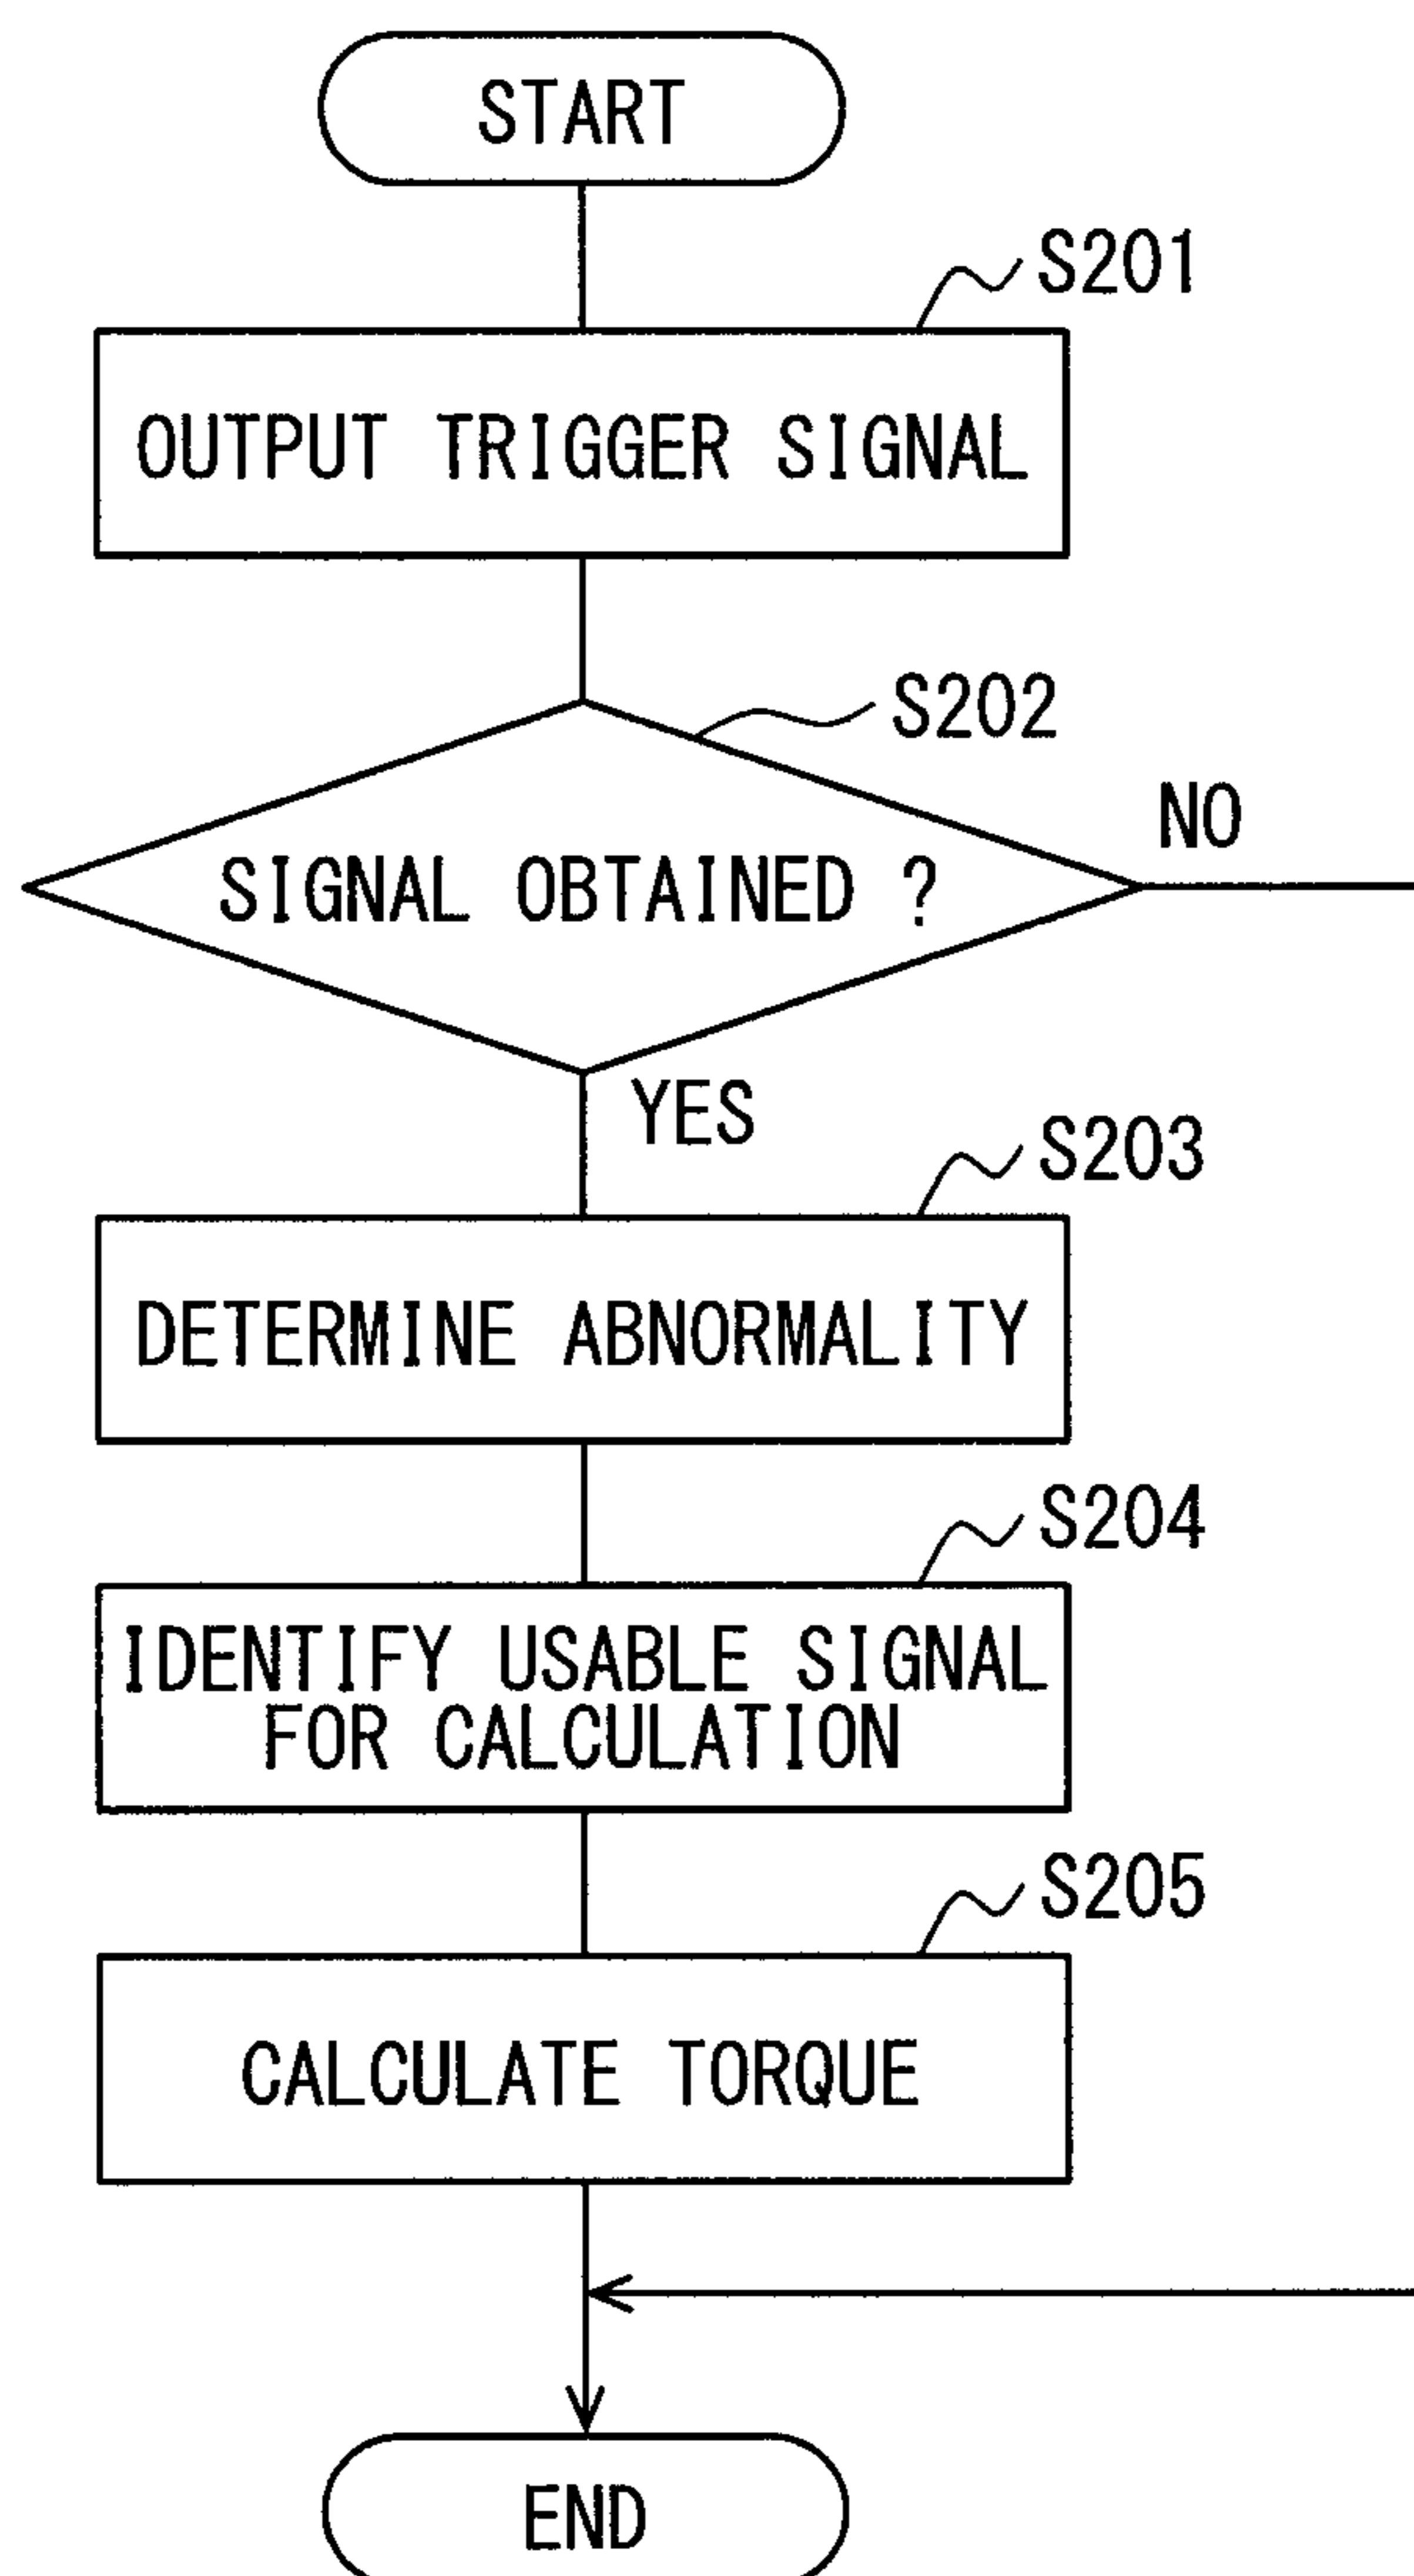 START
S201
OUTPUT TRIGGER SIGNAL
S202
NO
SIGNAL OBTAINED ?
YES
S203
DETERMINE ABNORMALITY
S204
IDENTIFY USABLE SIGNAL
FOR CALCULATION
S205
CALCULATE TORQUE
END